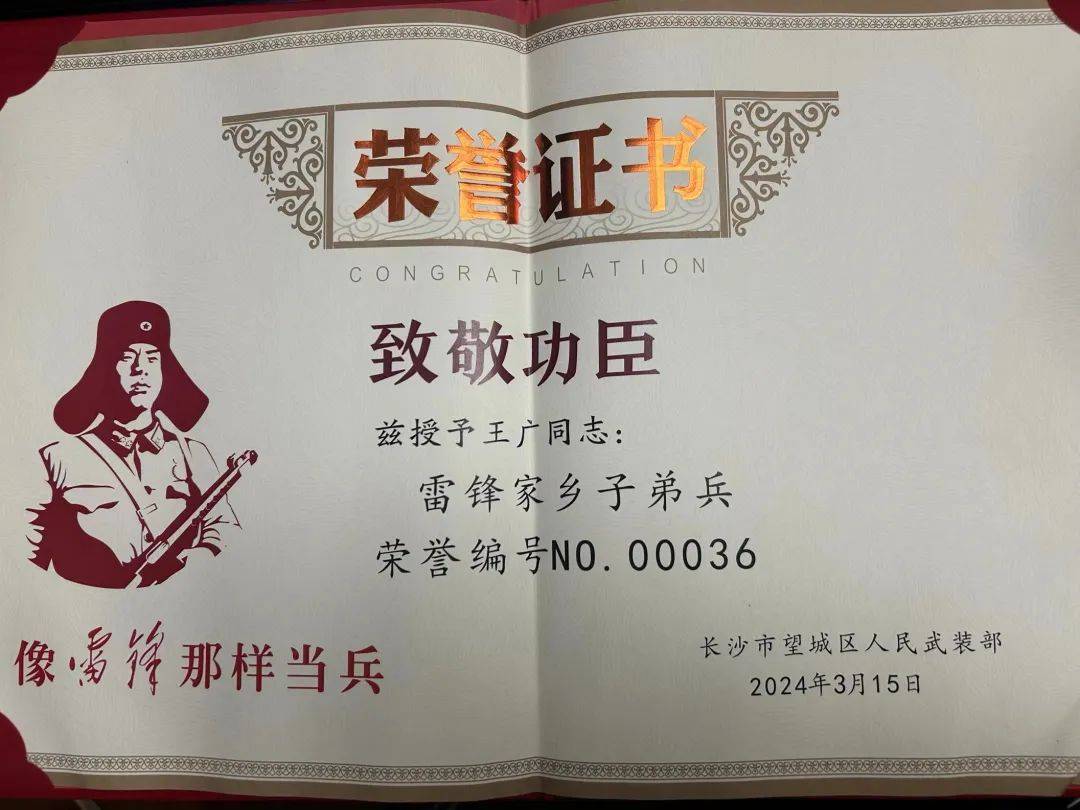 荣誉证书
CONGRATULATION
致敬功臣
兹授予王广同志：
雷锋家乡子弟兵
荣誉编号NO.00036
像雷锋那样当兵
长沙市望城区人民武装部
2024年3月15日